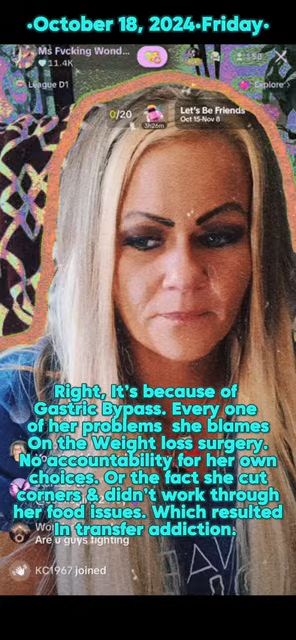 •October 18, 2024•Friday•
Ms Fvcking Wond...
11.4K
League D1
Explore >
0/20
Let's Be Friends
Oct 15-Nov 8
3h26m
Right, It's because of
Gastric Bypass. Every one
of her problems she blames
On the Weight loss surgery.
No accountability for her own
choices. Or the fact she cut
corners & didn't work through
her food issues. Which resulted
In transfer addiction.
Are u guys fighting
KC1967 joined